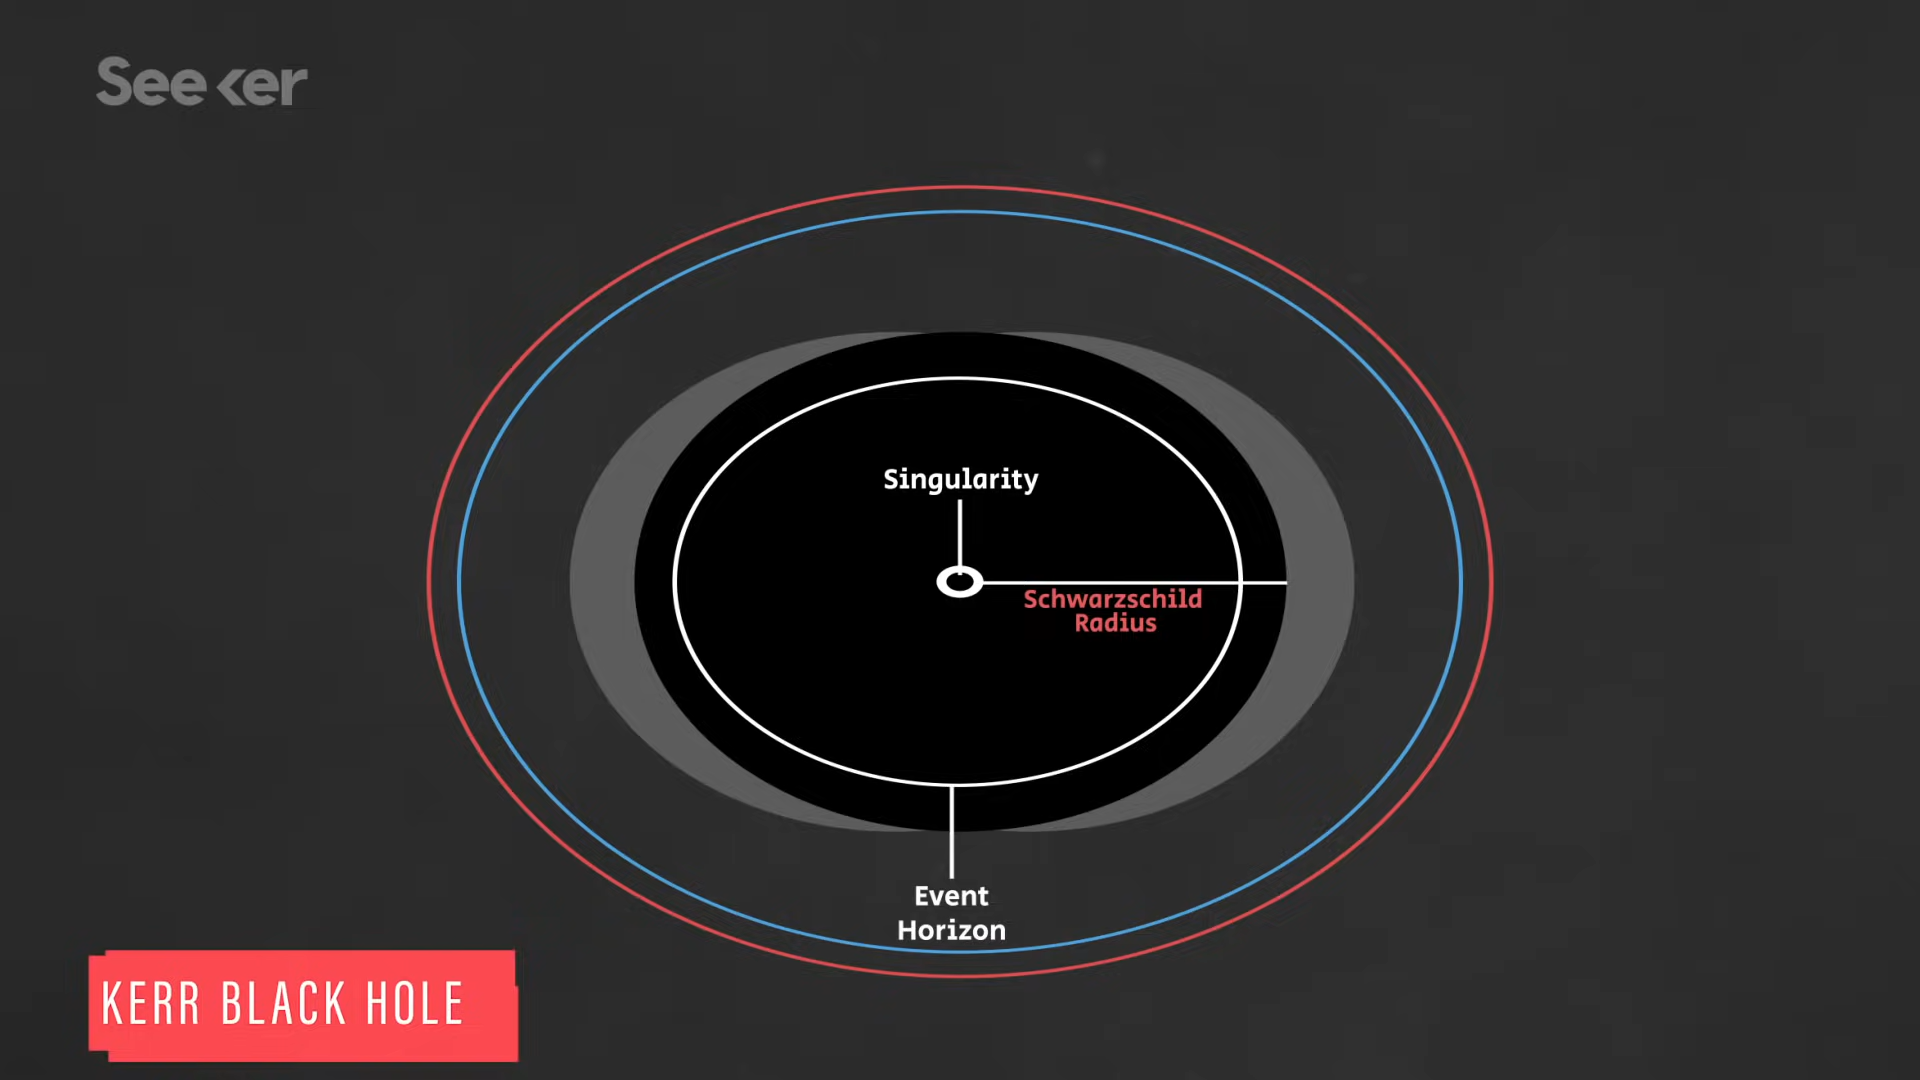 Seeker
Singularity
Schwarzschild
Radius
Event
Horizon
KERR BLACK HOLE